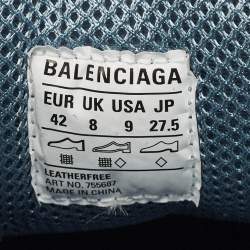 BALENCIAGA
EUR UK USA JP
42 8 9 27.5
LEATHERFREE
ART NO. 755687
MADE IN CHINA